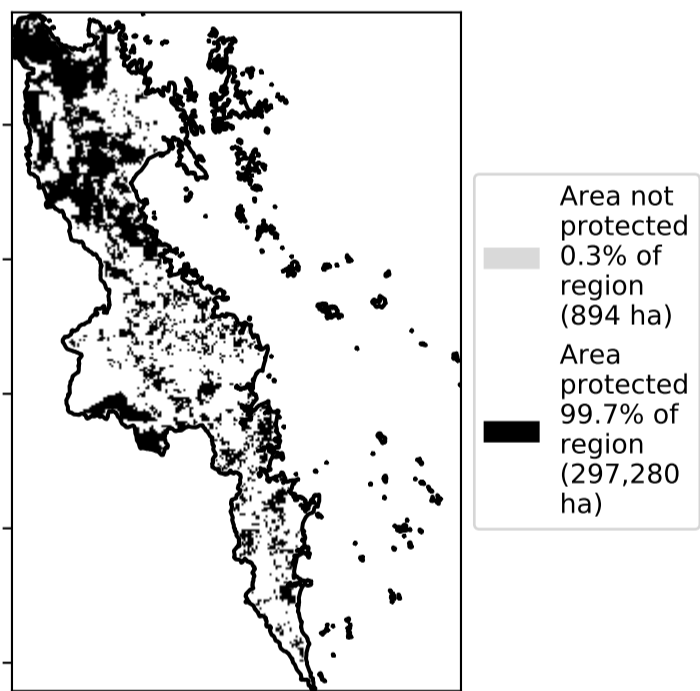 Area not
protected
0.3% of
region
(894 ha)
Area
protected
99.7% of
region
(297,280
ha)